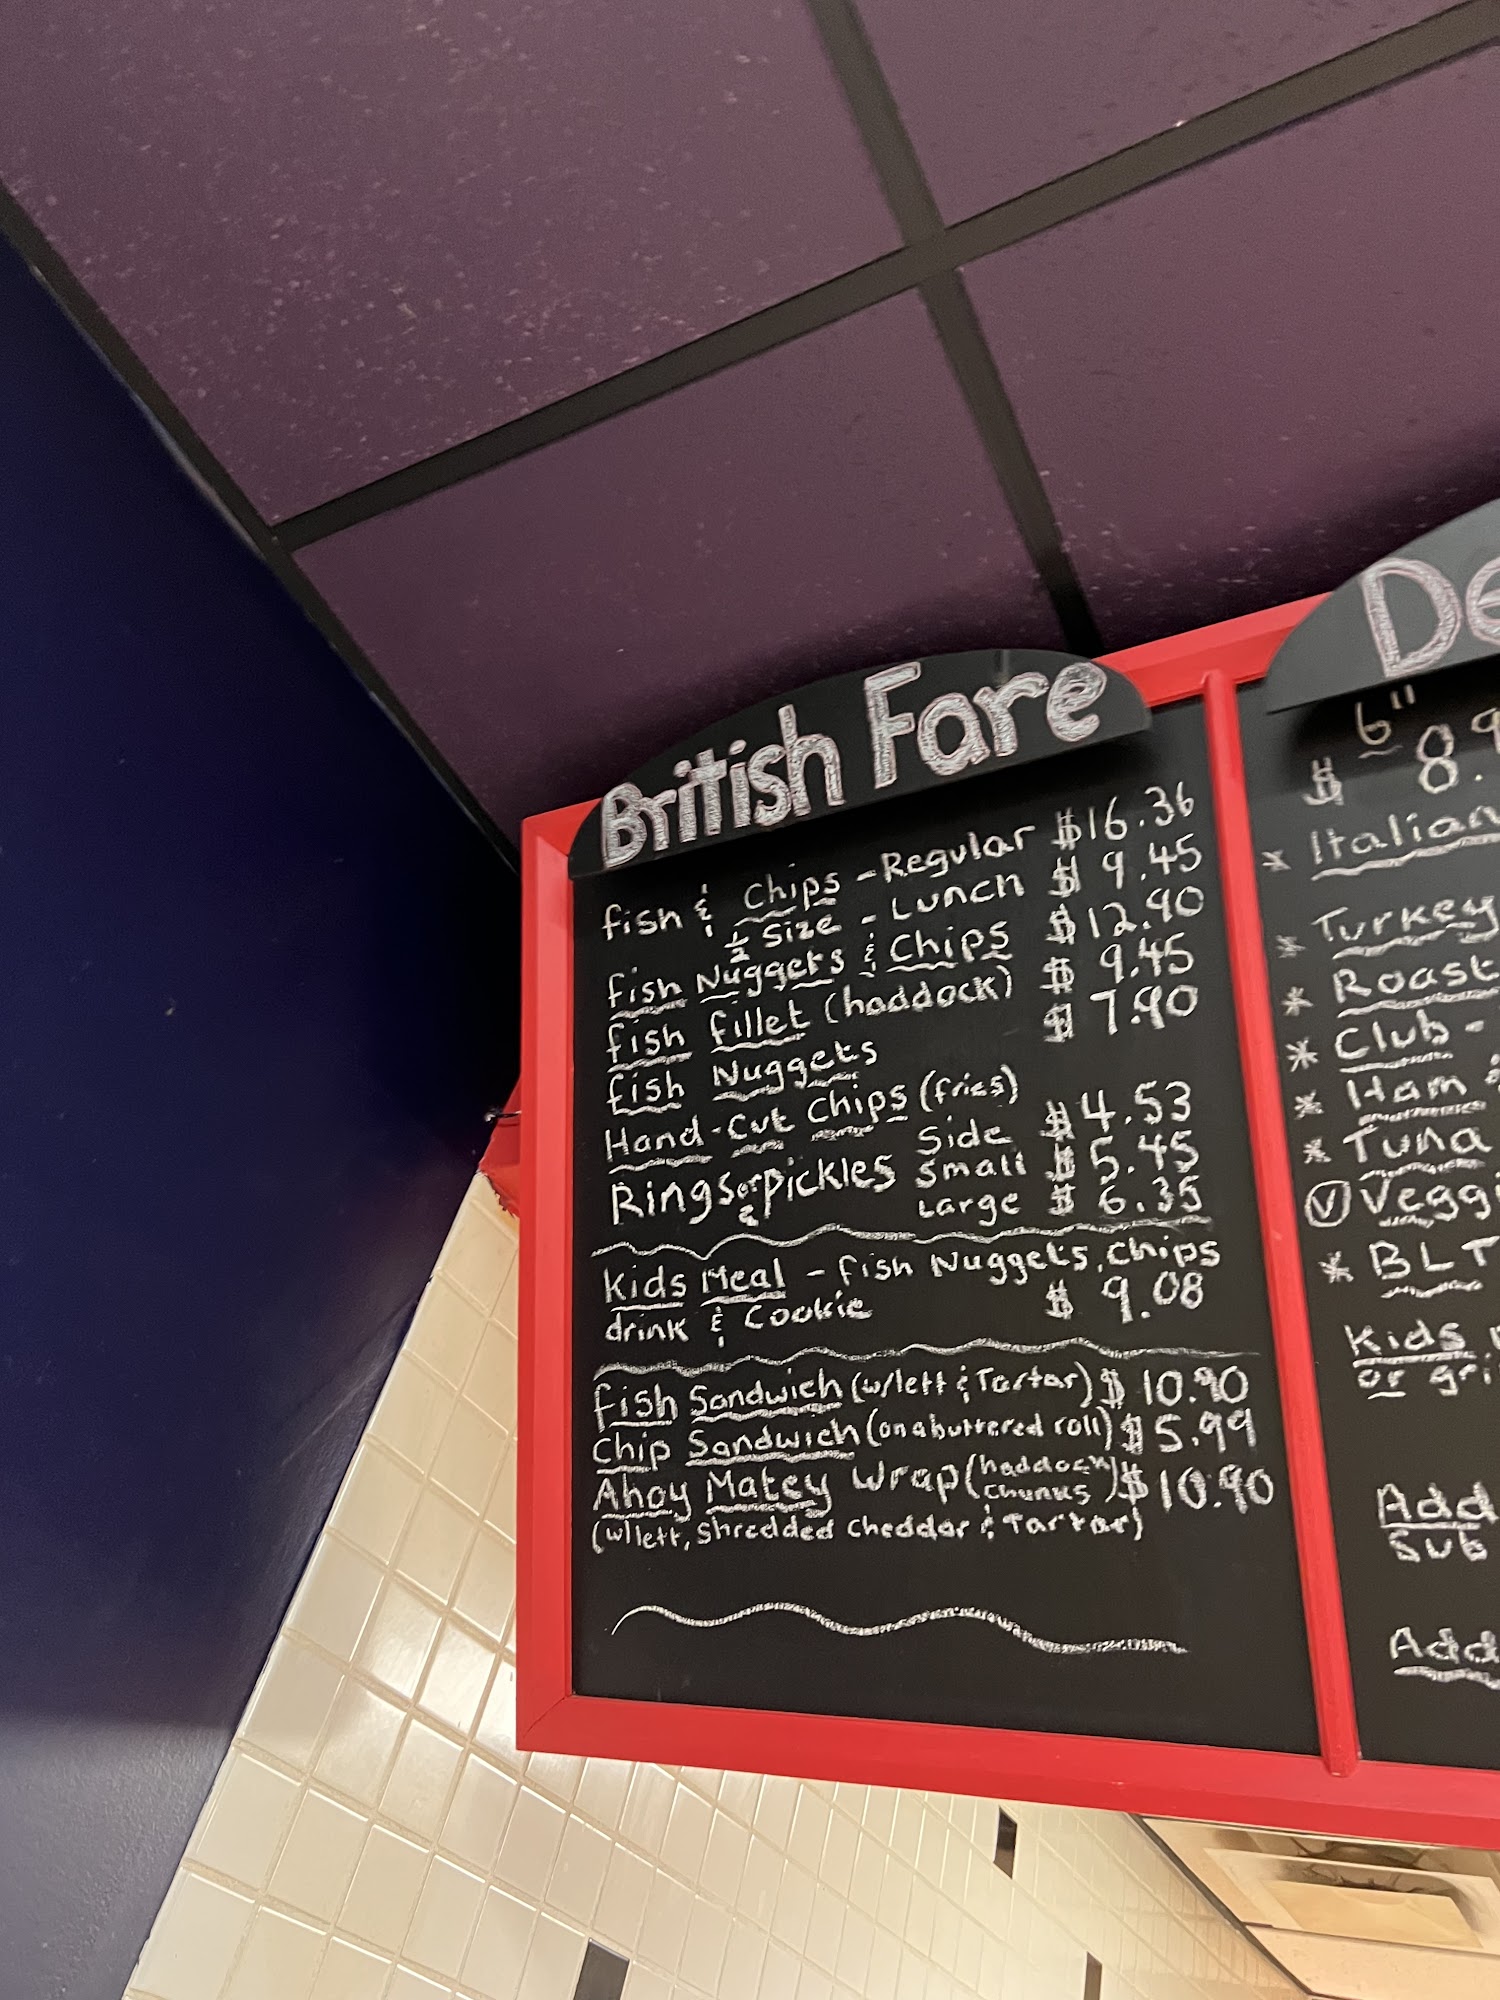 British Fare
fish & Chips - Regular $16.36
½ Size - Lunch $9.45
fish Nuggets & Chips $12.90
fish fillet (haddock) $9.45
fish Nuggets $7.90
Hand-Cut Chips (fries)
Side $4.53
Rings or pickles Small $5.45
Large $6.35
Kids Meal - fish Nuggets, Chips
drink & Cookie $9.08
fish Sandwich (w/lett & Tartar) $10.90
Chip Sandwich (on a buttered roll) $5.99
Ahoy Matey Wrap (haddock chunks) $10.90
(w/lett, Shredded Cheddar & Tartar)
De
6"
$ 8.9
* Italian
* Turkey
* Roast
* Club -
* Ham
* Tuna
Ⓥ Veggi
* BLT
Kids
or gri
Add
Sub
Add